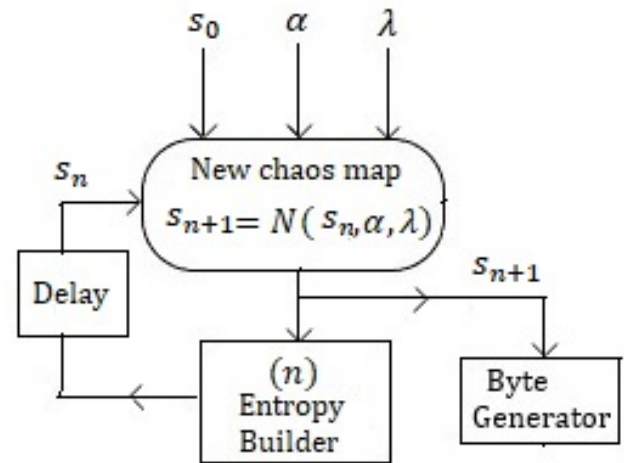 s₀ α λ
New chaos map
sₙ
sₙ₊₁= N( sₙ,α,λ)
Delay
sₙ₊₁
(n)
Entropy
Builder
Byte
Generator